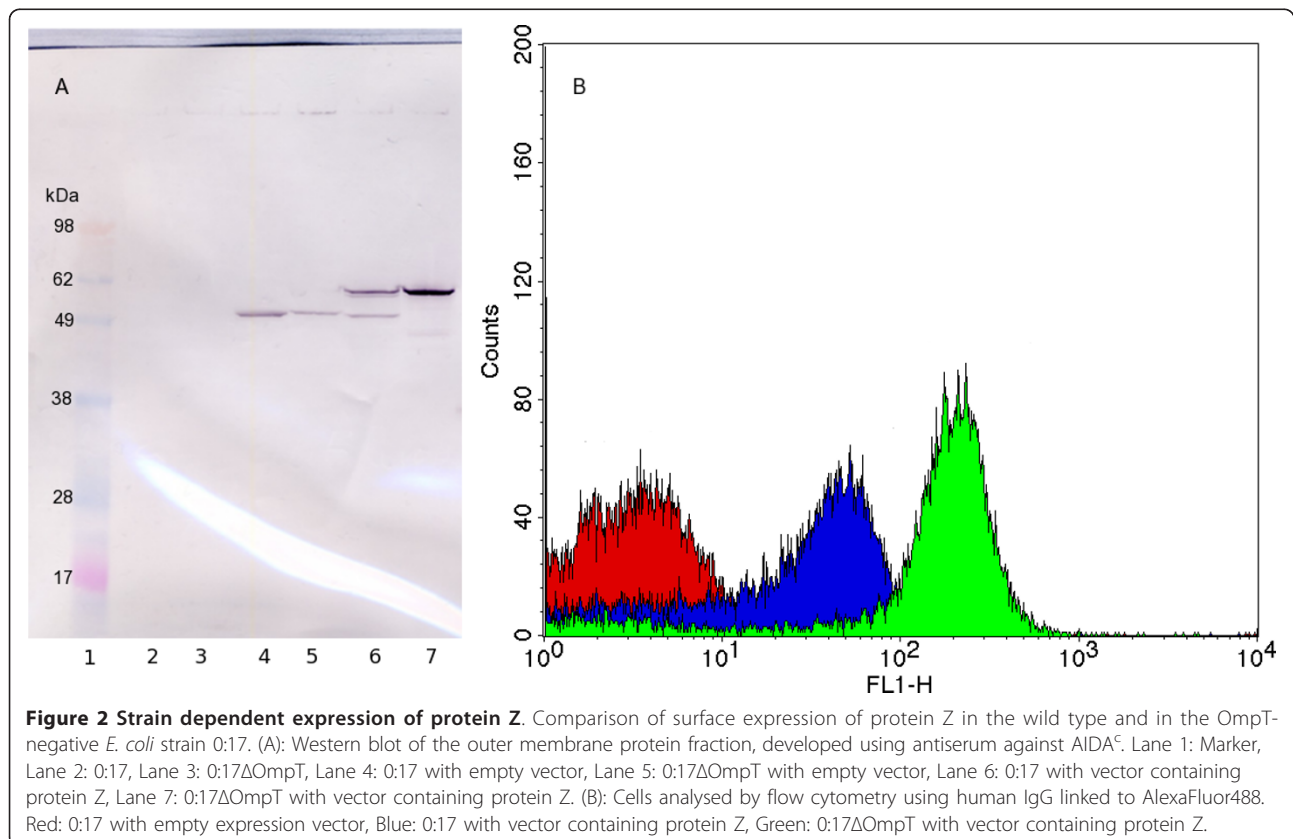 A
kDa
98
62
49
38
28
17
1 2 3 4 5 6 7
B
Counts
200
160
120
80
40
0
10^0 10^1 10^2 10^3 10^4
FL1-H
Figure 2 Strain dependent expression of protein Z. Comparison of surface expression of protein Z in the wild type and in the OmpT-
negative E. coli strain 0:17. (A): Western blot of the outer membrane protein fraction, developed using antiserum against AIDA^c. Lane 1: Marker,
Lane 2: 0:17, Lane 3: 0:17ΔOmpT, Lane 4: 0:17 with empty vector, Lane 5: 0:17ΔOmpT with empty vector, Lane 6: 0:17 with vector containing
protein Z, Lane 7: 0:17ΔOmpT with vector containing protein Z. (B): Cells analysed by flow cytometry using human IgG linked to AlexaFluor488.
Red: 0:17 with empty expression vector, Blue: 0:17 with vector containing protein Z, Green: 0:17ΔOmpT with vector containing protein Z.